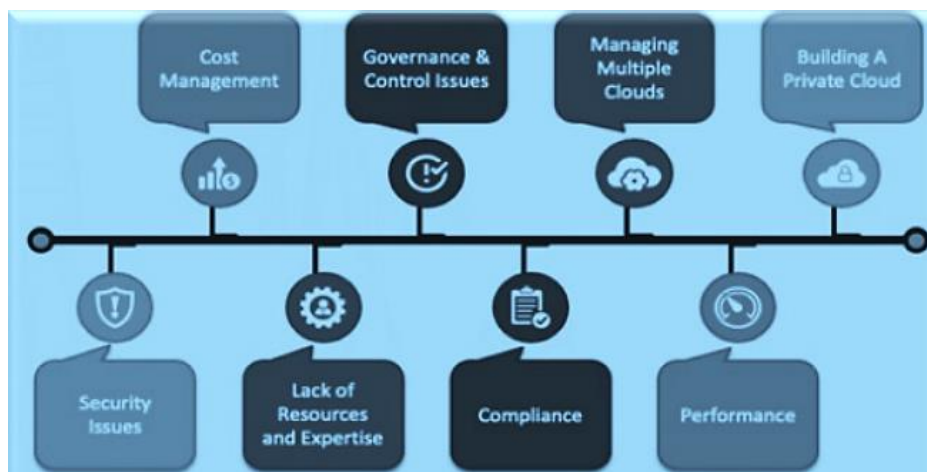 Cost
Management
Governance &
Control Issues
Managing
Multiple
Clouds
Building A
Private Cloud
Security
Issues
Lack of
Resources
and Expertise
Compliance
Performance